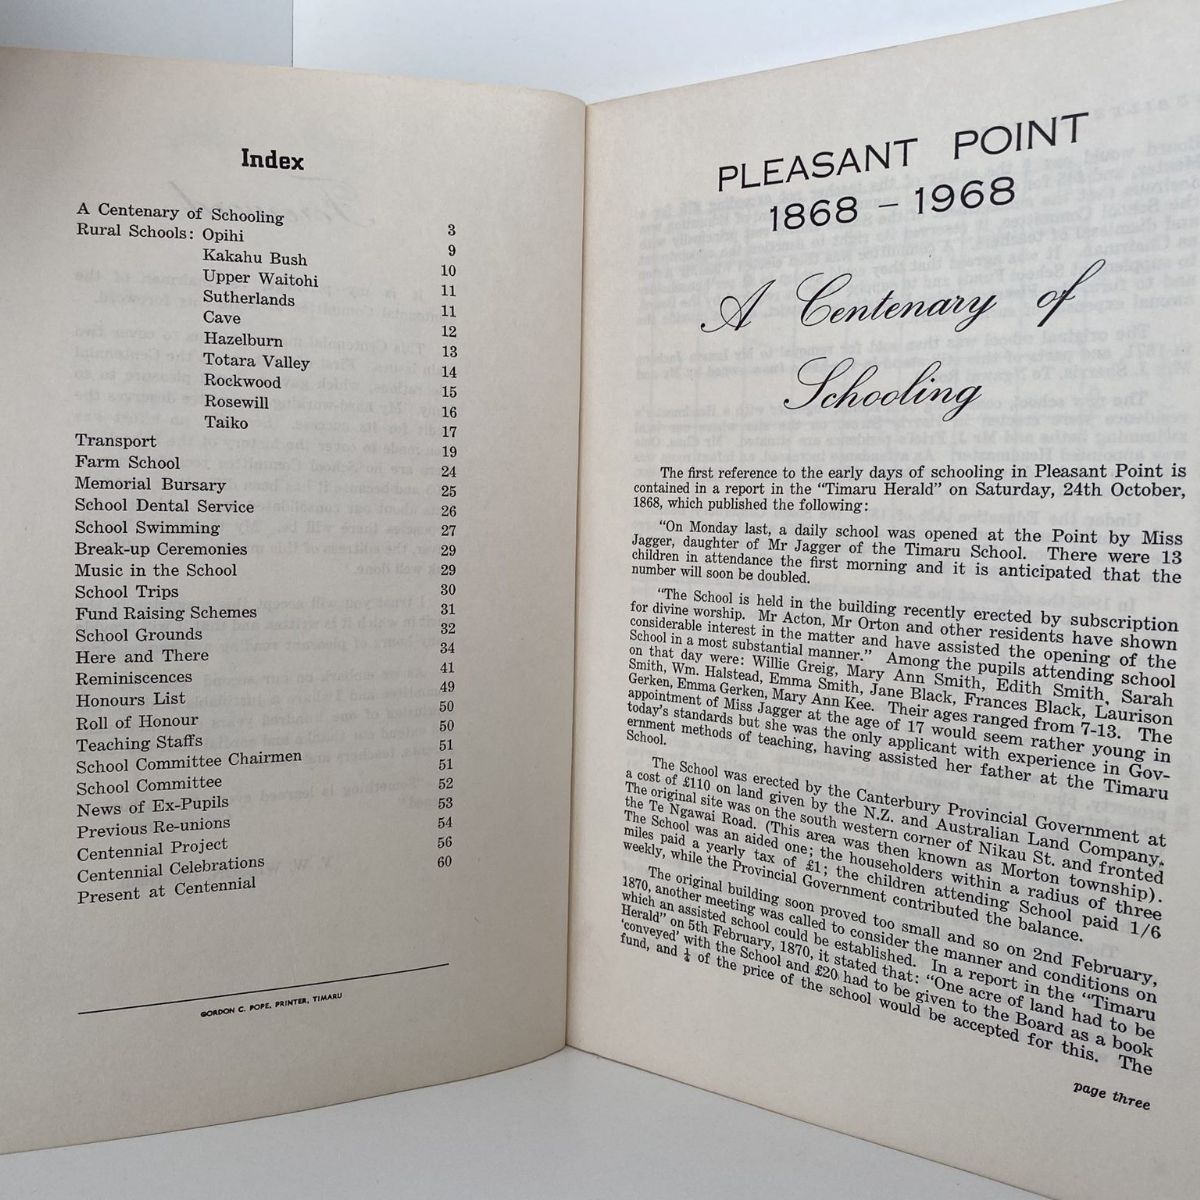 Index
A Centenary of Schooling 3
Rural Schools: Opihi 9
Kakahu Bush 10
Upper Waitohi 11
Sutherlands 11
Cave 12
Hazelburn 13
Totara Valley 14
Rockwood 15
Rosewill 16
Taiko 17
Transport 19
Farm School 24
Memorial Bursary 25
School Dental Service 26
School Swimming 27
Break-up Ceremonies 29
Music in the School 29
School Trips 30
Fund Raising Schemes 31
School Grounds 32
Here and There 34
Reminiscences 41
Honours List 49
Roll of Honour 50
Teaching Staffs 50
School Committee Chairmen 51
School Committee 51
News of Ex-Pupils 52
Previous Re-unions 53
Centennial Project 54
Centennial Celebrations 56
Present at Centennial 60
GORDON C. POPE, PRINTER, TIMARU
PLEASANT POINT
1868 – 1968
A Centenary of
Schooling
The first reference to the early days of schooling in Pleasant Point is
contained in a report in the "Timaru Herald" on Saturday, 24th October,
1868, which published the following:
"On Monday last, a daily school was opened at the Point by Miss
Jagger, daughter of Mr Jagger of the Timaru School. There were 13
children in attendance the first morning and it is anticipated that the
number will soon be doubled.
"The School is held in the building recently erected by subscription
for divine worship. Mr Acton, Mr Orton and other residents have shown
considerable interest in the matter and have assisted the opening of the
School in a most substantial manner." Among the pupils attending school
on that day were: Willie Greig, Mary Ann Smith, Edith Smith, Sarah
Smith, Wm. Halstead, Emma Smith, Jane Black, Frances Black, Laurison
Gerken, Emma Gerken, Mary Ann Kee. Their ages ranged from 7-13. The
appointment of Miss Jagger at the age of 17 would seem rather young in
today's standards but she was the only applicant with experience in Gov-
ernment methods of teaching, having assisted her father at the Timaru
School.
The School was erected by the Canterbury Provincial Government at
a cost of £110 on land given by the N.Z. and Australian Land Company.
The original site was on the south western corner of Nikau St. and fronted
the Te Ngawai Road. (This area was then known as Morton township).
The School was an aided one; the householders within a radius of three
miles paid a yearly tax of £1; the children attending School paid 1/6
weekly, while the Provincial Government contributed the balance.
The original building soon proved too small and so on 2nd February,
1870, another meeting was called to consider the manner and conditions on
which an assisted school could be established. In a report in the "Timaru
Herald" on 5th February, 1870, it stated that: "One acre of land had to be
'conveyed' with the School and £20 had to be given to the Board as a book
fund, and ¼ of the price of the school would be accepted for this. The
page three